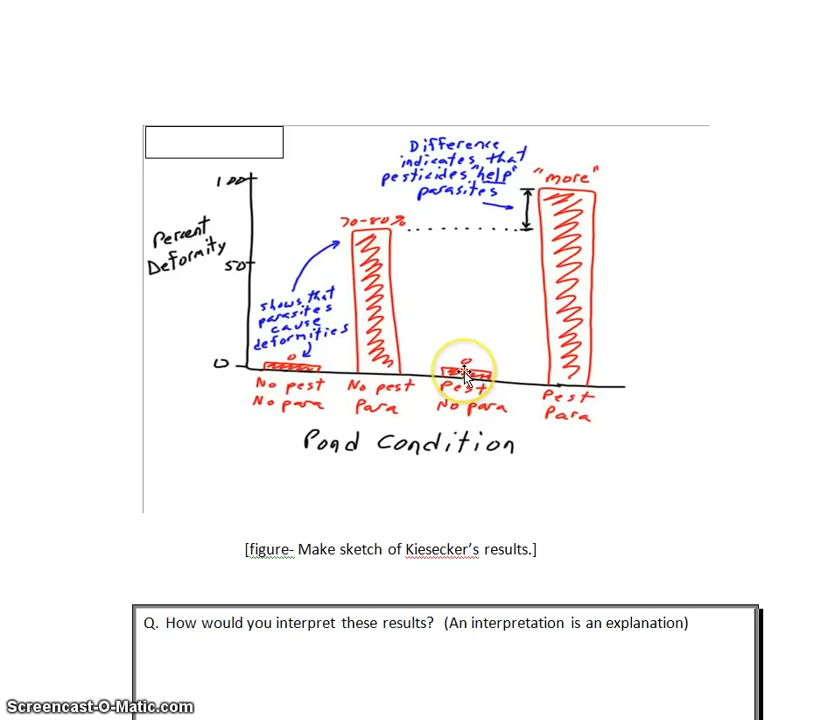 Difference
indicates that
pesticides "help"
parasites
"more"
100
70-80%
Percent
Deformity
50
shows that
parasites
cause
deformities
0
0
0
No pest
No para
No pest
Para
Pest
No para
Pest
Para
Pond Condition
[figure- Make sketch of Kiesecker's results.]
Q. How would you interpret these results? (An interpretation is an explanation)
Screencast-O-Matic.com